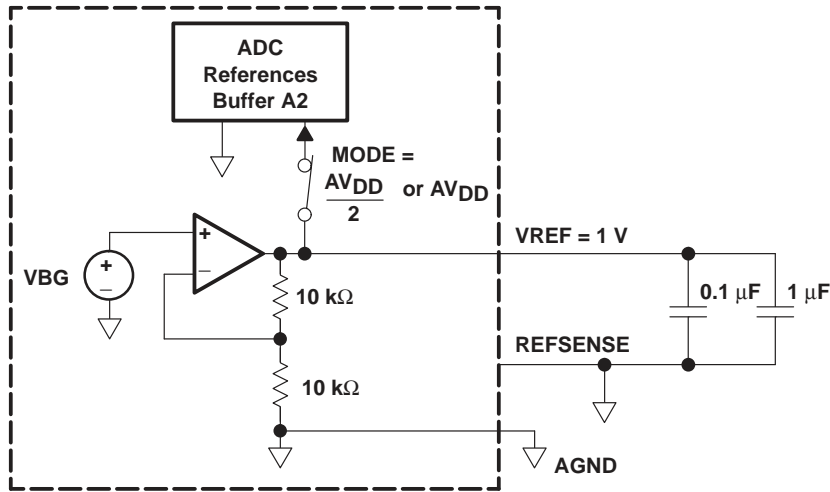 ADC
References
Buffer A2
MODE =
AVDD
2
or AVDD
+
−
VBG
+
−
10 kΩ
10 kΩ
VREF = 1 V
0.1 μF
1 μF
REFSENSE
AGND